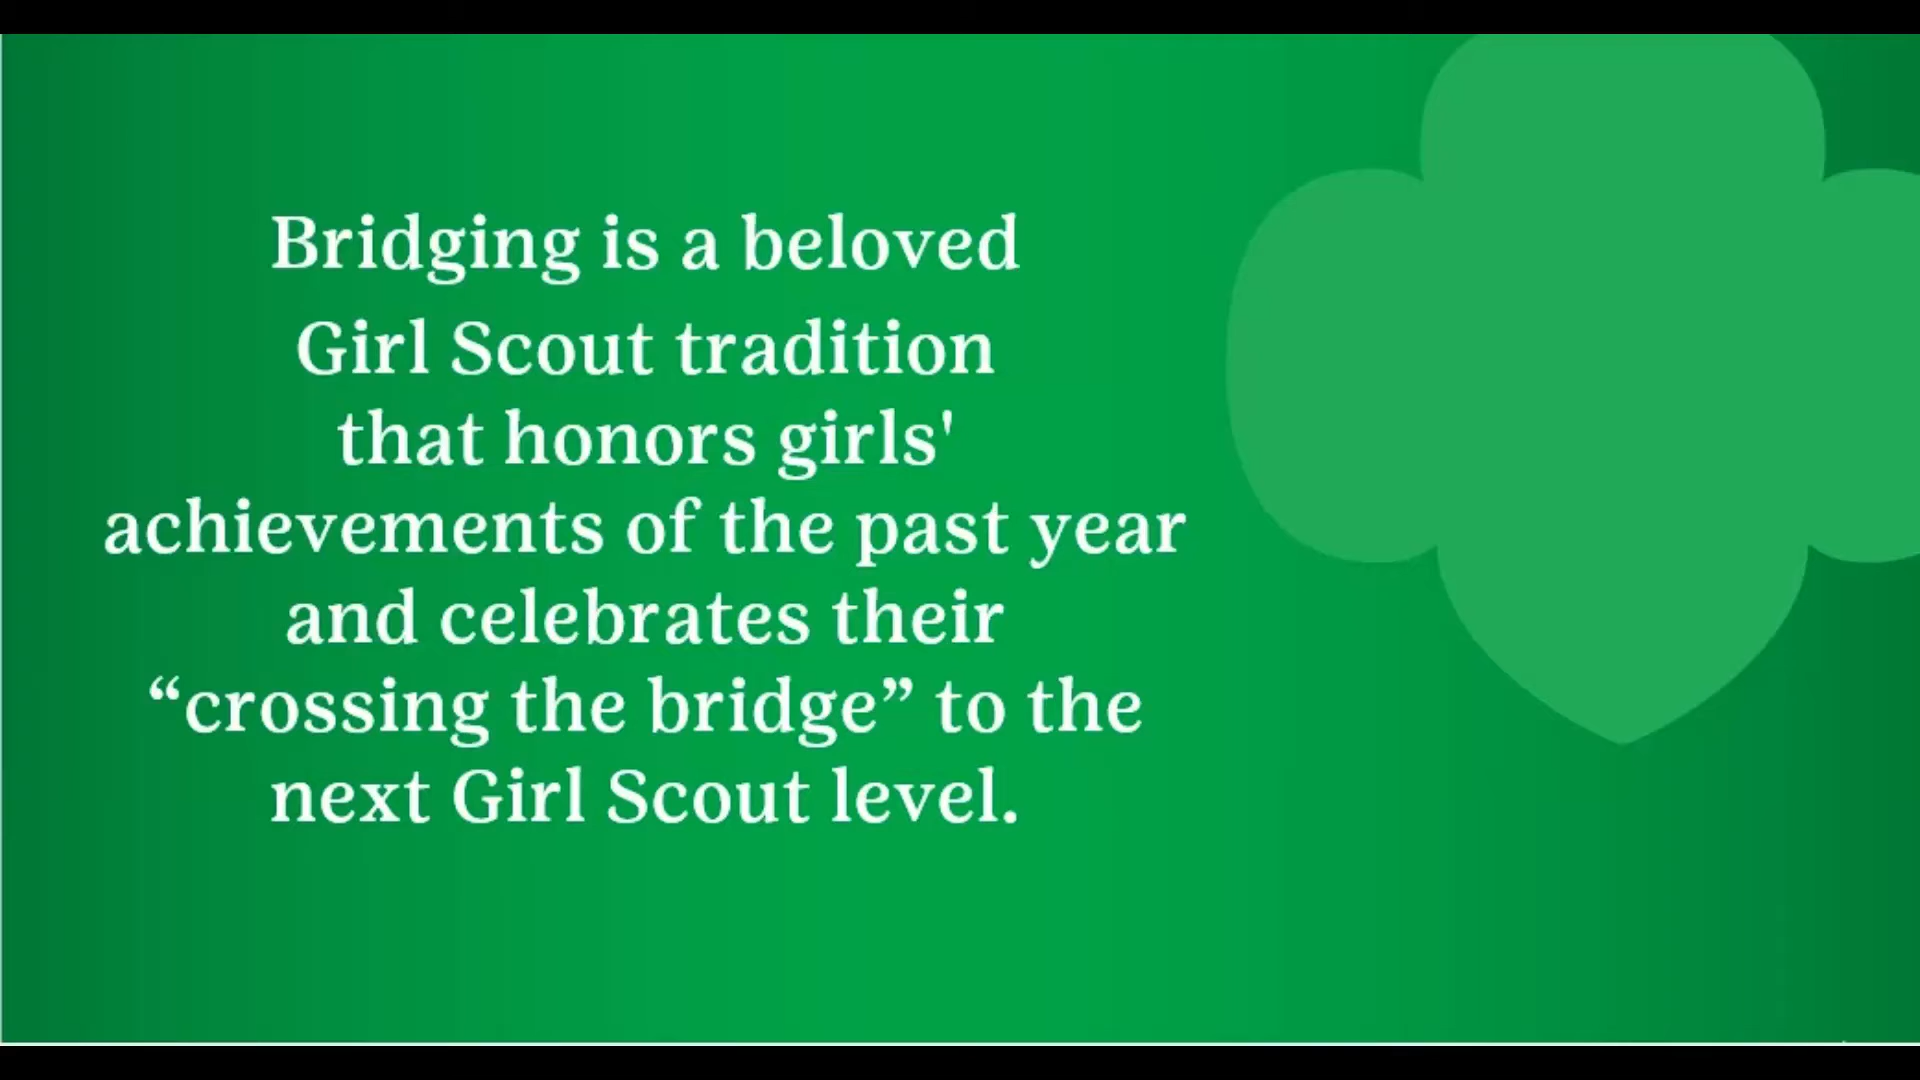 Bridging is a beloved
Girl Scout tradition
that honors girls'
achievements of the past year
and celebrates their
“crossing the bridge” to the
next Girl Scout level.